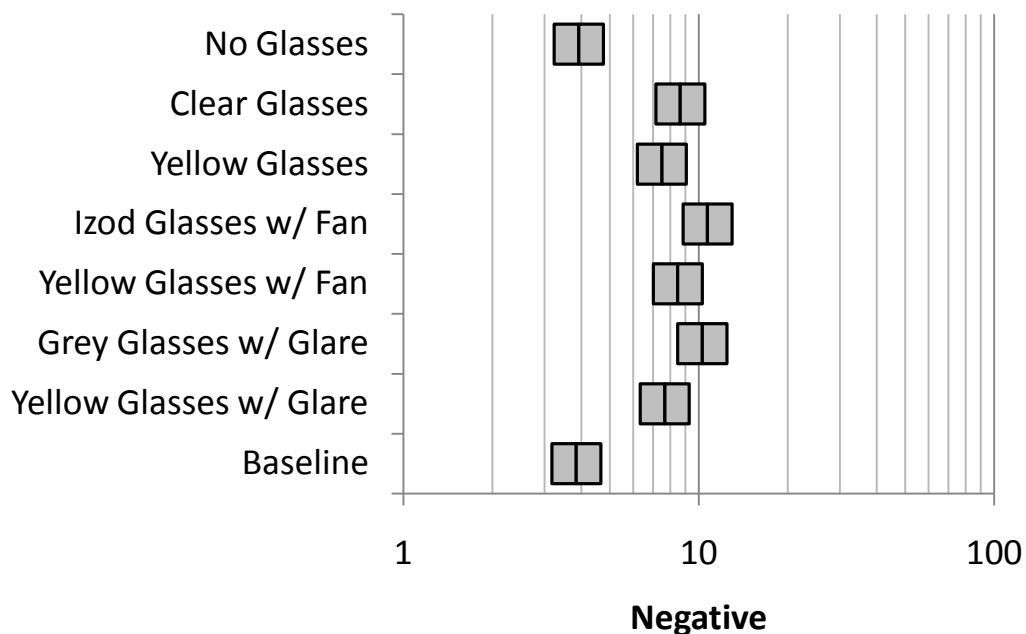 No Glasses
Clear Glasses
Yellow Glasses
Izod Glasses w/ Fan
Yellow Glasses w/ Fan
Grey Glasses w/ Glare
Yellow Glasses w/ Glare
Baseline
1 10 100
Negative